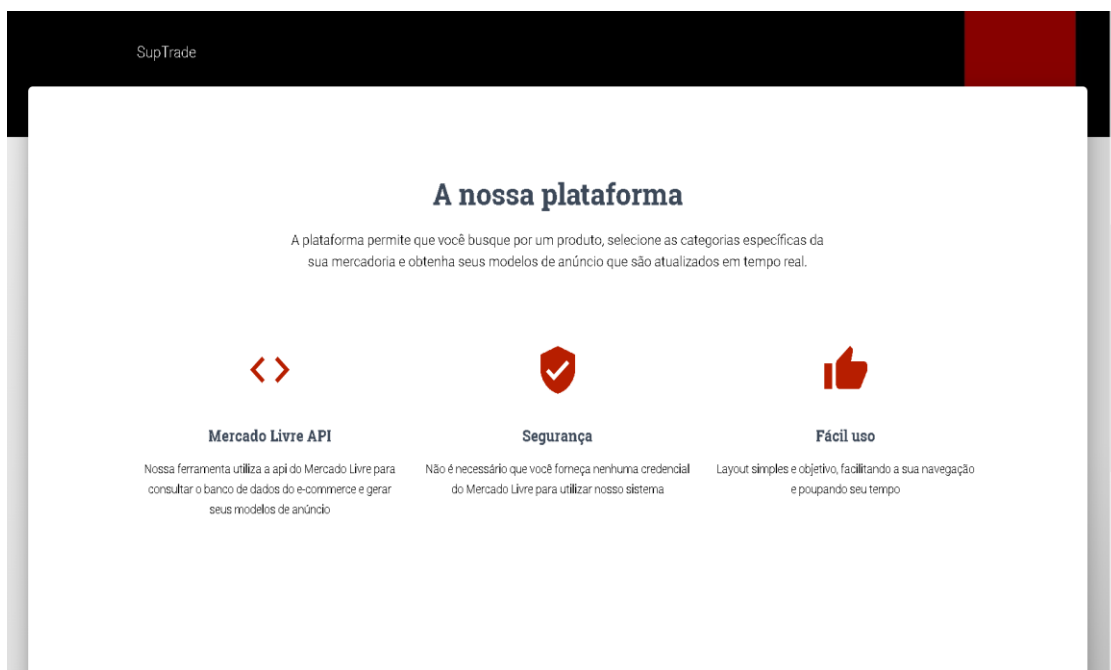 SupTrade
A nossa plataforma
A plataforma permite que você busque por um produto, selecione as categorias específicas da
sua mercadoria e obtenha seus modelos de anúncio que são atualizados em tempo real.
Mercado Livre API
Nossa ferramenta utiliza a api do Mercado Livre para
consultar o banco de dados do e-commerce e gerar
seus modelos de anúncio
Segurança
Não é necessário que você forneça nenhuma credencial
do Mercado Livre para utilizar nosso sistema
Fácil uso
Layout simples e objetivo, facilitando a sua navegação
e poupando seu tempo